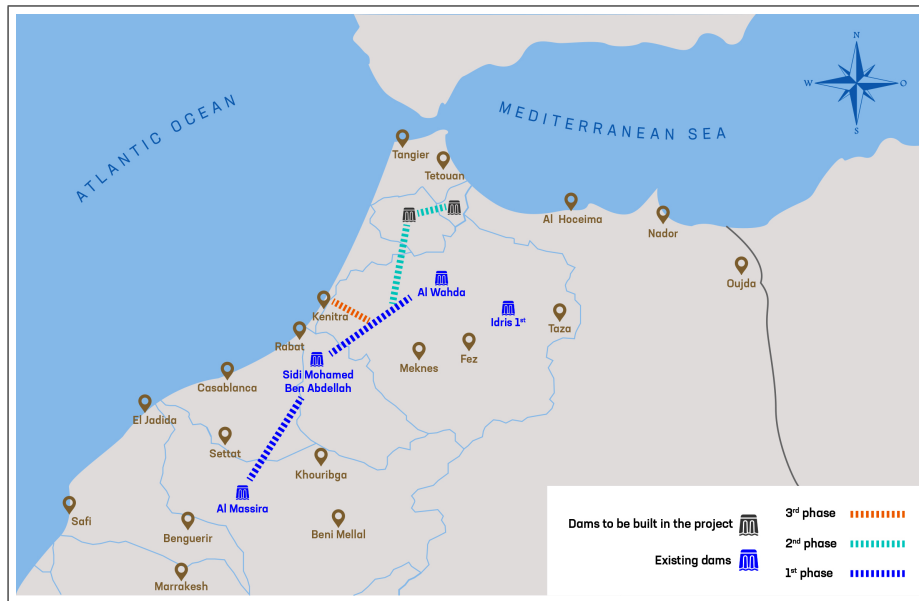 ATLANTIC OCEAN
MEDITERRANEAN SEA
N
W
O
S
Tangier
Tetouan
Al Hoceima
Nador
Oujda
Al Wahda
Idris 1st
Taza
Kenitra
Rabat
Fez
Meknes
Sidi Mohamed
Ben Abdellah
Casablanca
El Jadida
Settat
Khouribga
Al Massira
Safi
Benguerir
Beni Mellal
Marrakesh
Dams to be built in the project
Existing dams
3rd phase
2nd phase
1st phase